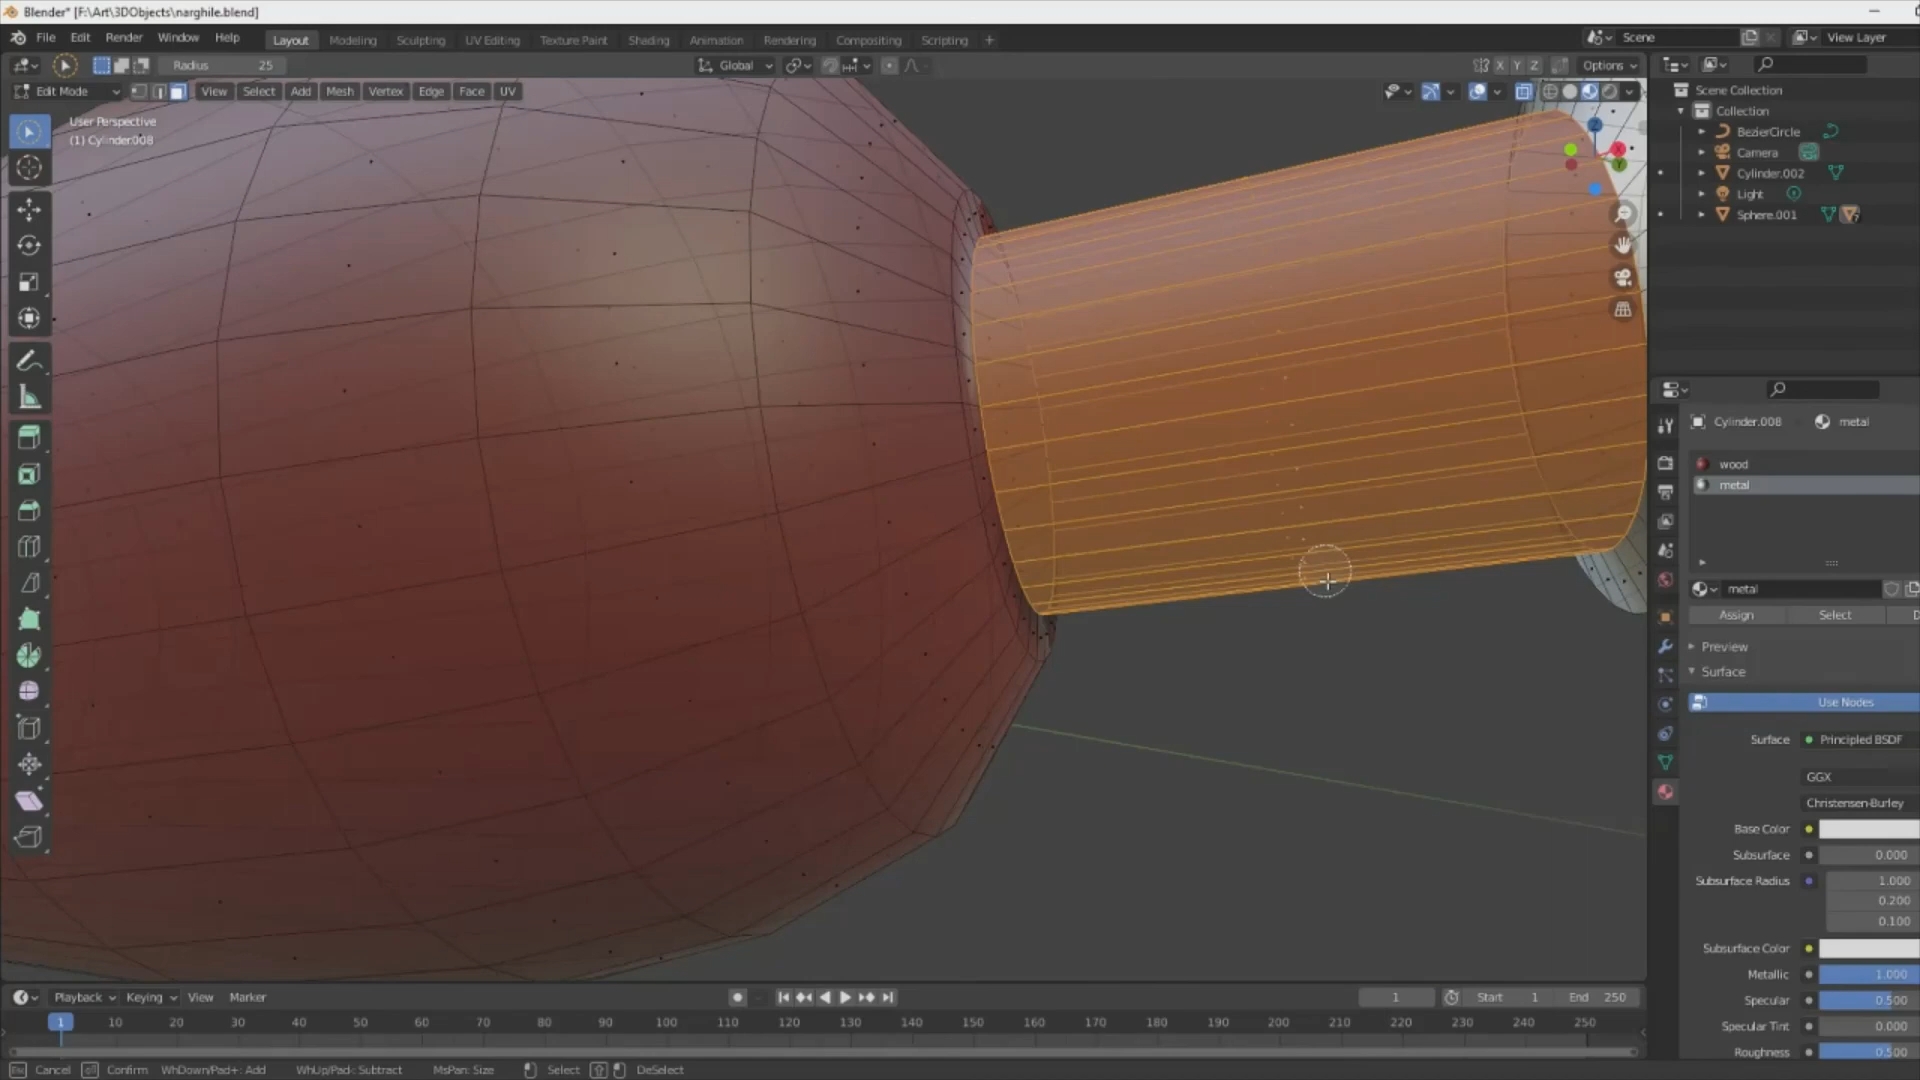 Blender* [F:\Art\3DObjects\narghile.blend]
File Edit Render Window Help Layout Modeling Sculpting UV Editing Texture Paint Shading Animation Rendering Compositing Scripting + Scene View Layer
Radius 25 Global X Y Z Options
Edit Mode View Select Add Mesh Vertex Edge Face UV
User Perspective
(1) Cylinder.008
Scene Collection
Collection
BezierCircle
Camera
Cylinder.002
Light
Sphere.001
Cylinder.008 metal
wood
metal
metal
Assign Select D
Preview
Surface
Use Nodes
Surface Principled BSDF
GGX
Christensen-Burley
Base Color
Subsurface 0.000
Subsurface Radius 1.000
0.200
0.100
Subsurface Color
Metallic 1.000
Specular 0.500
Specular Tint 0.000
Roughness 0.500
Playback Keying View Marker 1 Start 1 End 250
1 10 20 30 40 50 60 70 80 90 100 110 120 130 140 150 160 170 180 190 200 210 220 230 240 250
Esc Cancel Confirm WhDown/Pad+: Add WhUp/Pad-: Subtract MsPan: Size Select DeSelect